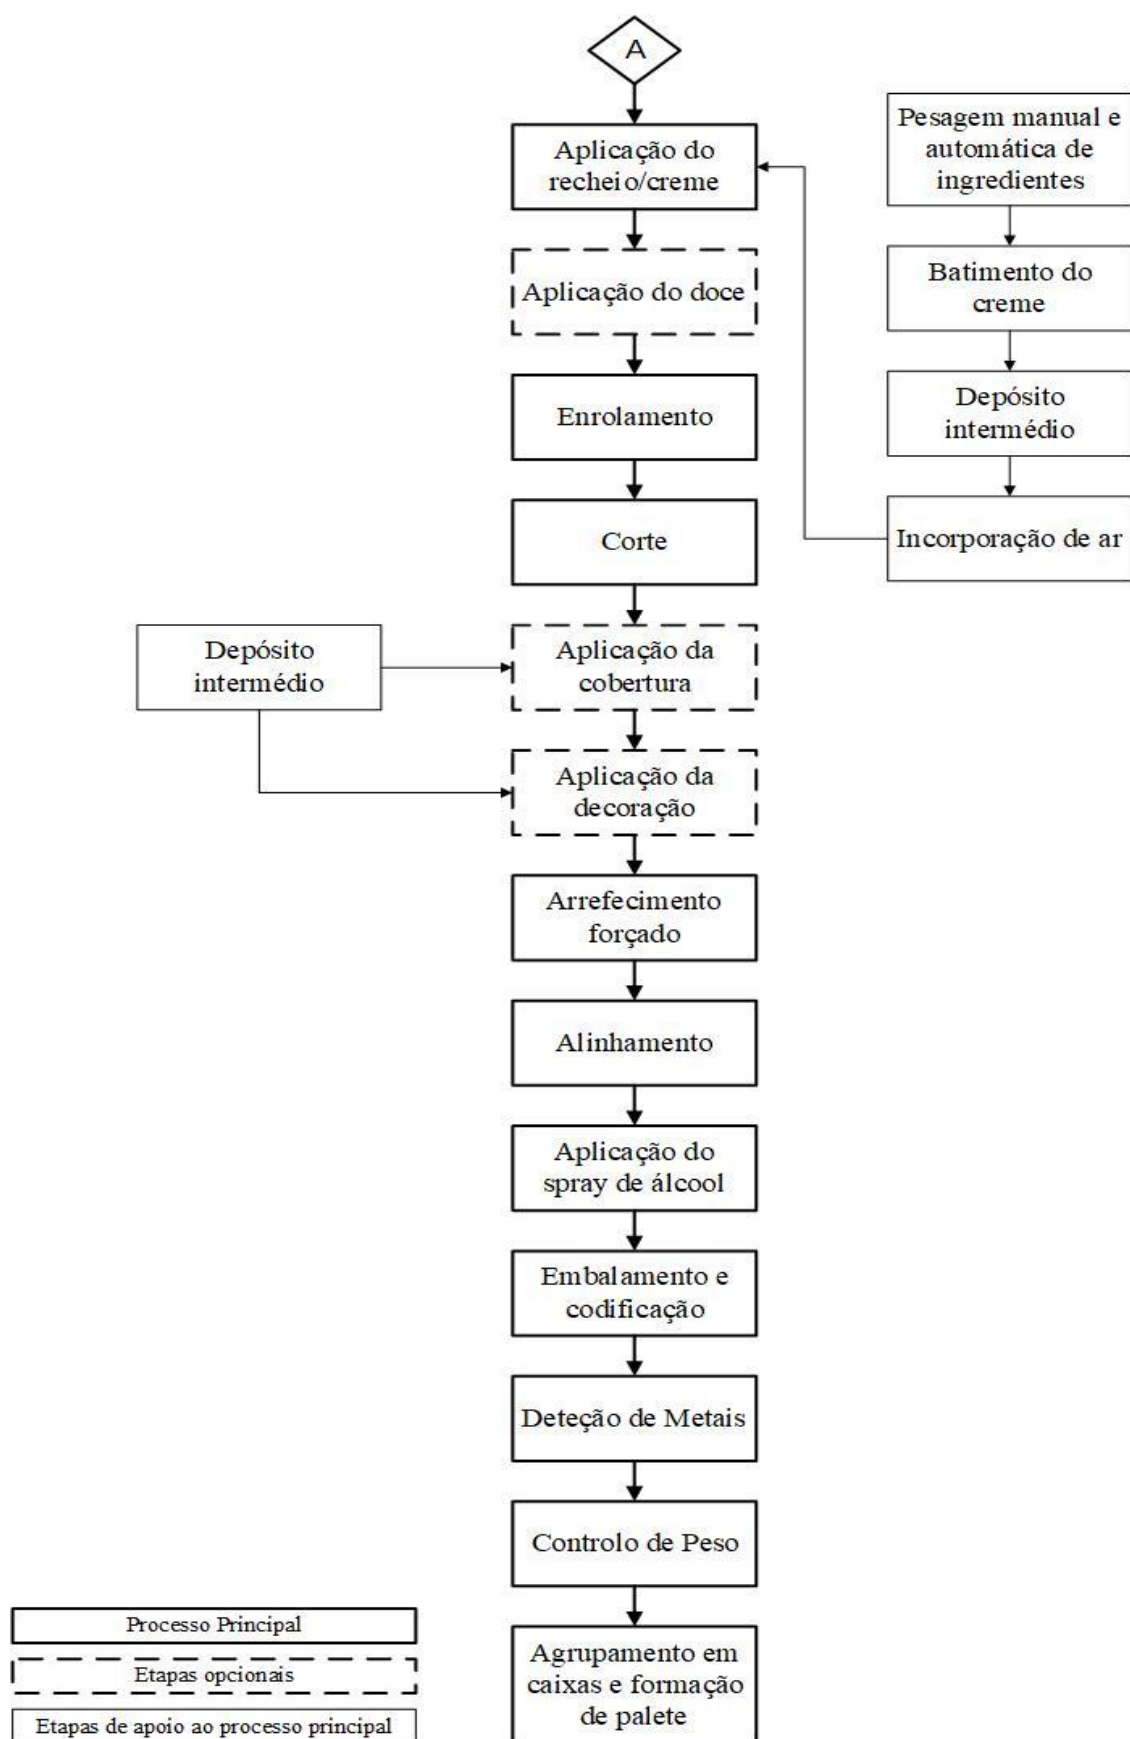 A
Aplicação do
recheio/creme
Aplicação do doce
Enrolamento
Corte
Aplicação da
cobertura
Aplicação da
decoração
Arrefecimento
forçado
Alinhamento
Aplicação do
spray de álcool
Embalamento e
codificação
Deteção de Metais
Controlo de Peso
Agrupamento em
caixas e formação
de palete
Pesagem manual e
automática de
ingredientes
Batimento do
creme
Depósito
intermédio
Incorporação de ar
Depósito
intermédio
Processo Principal
Etapas opcionais
Etapas de apoio ao processo principal